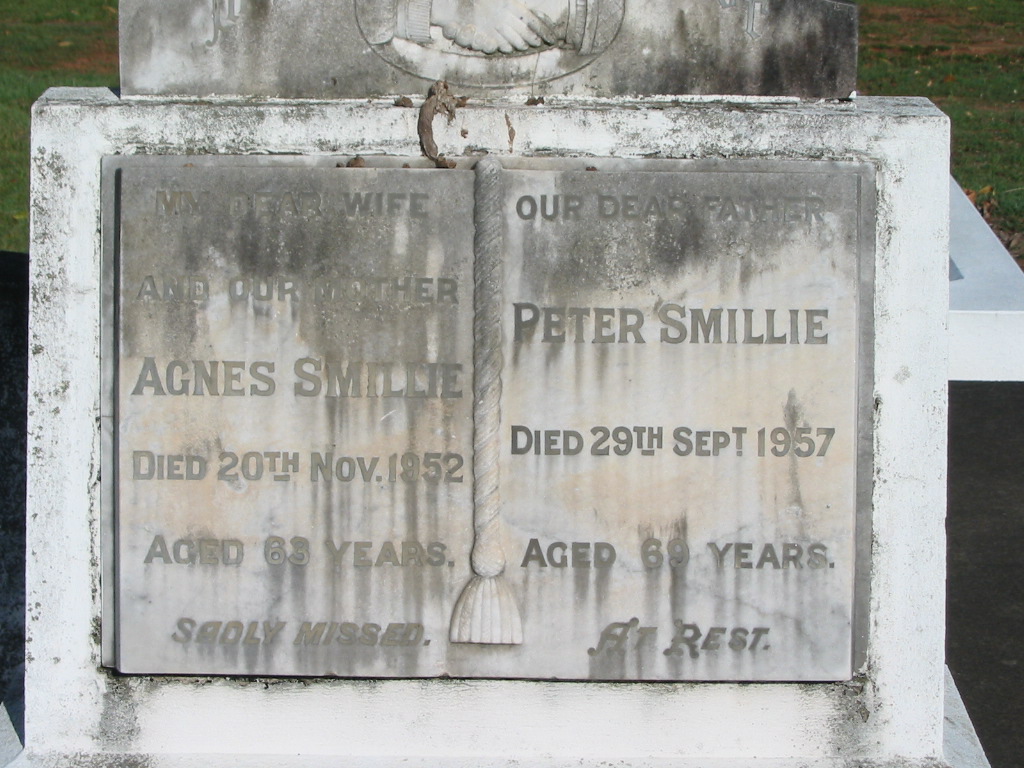 MY DEAR WIFE
AND OUR MOTHER
AGNES SMILLIE
DIED 20TH NOV. 1952
AGED 63 YEARS.
SADLY MISSED.
OUR DEAR FATHER
PETER SMILLIE
DIED 29TH SEPT. 1957
AGED 69 YEARS.
AT REST.